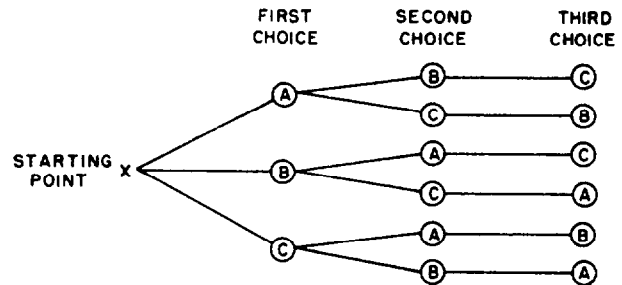 FIRST CHOICE
SECOND CHOICE
THIRD CHOICE
B C
A
C B
A C
STARTING POINT X B
C A
A B
C
B A